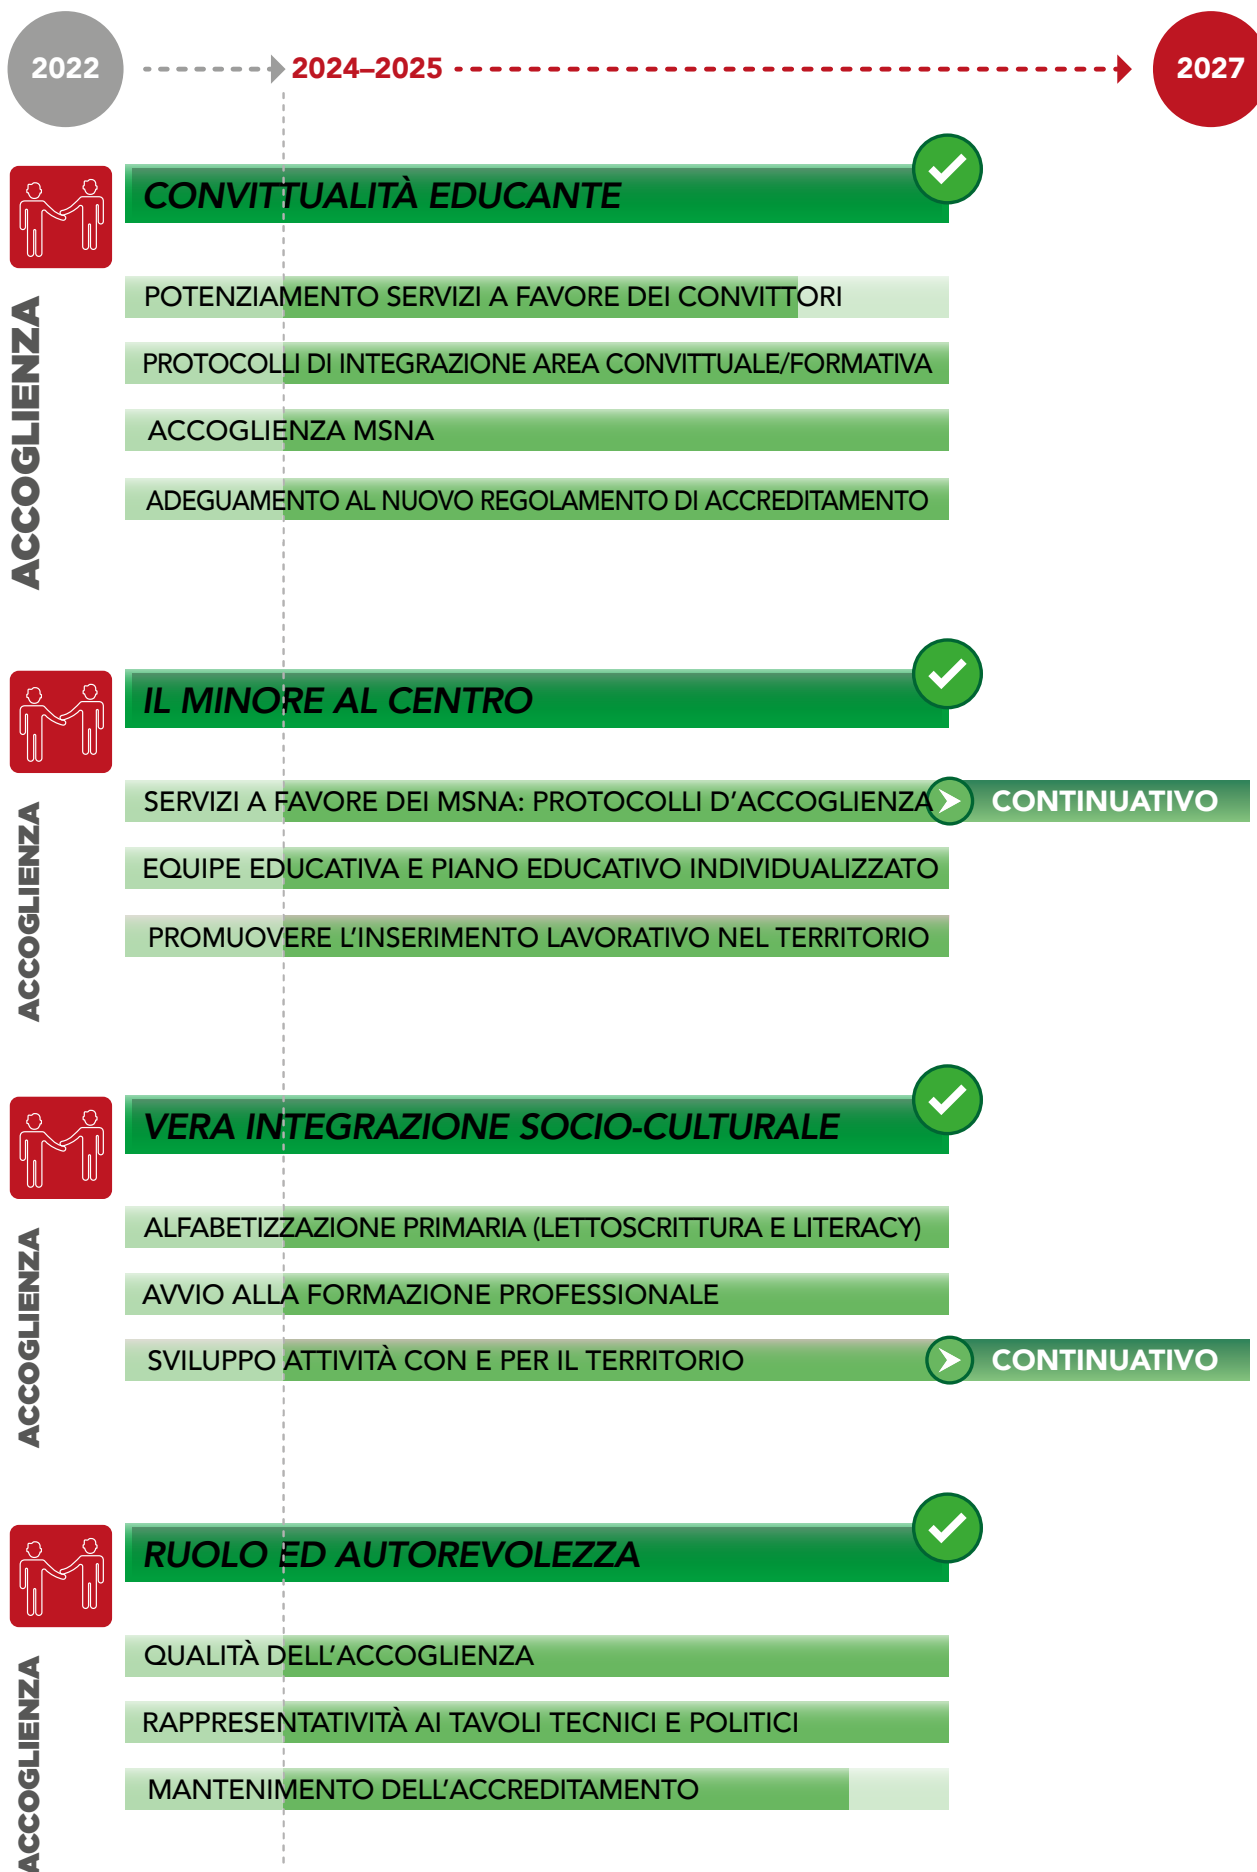 2022
2024–2025
2027
CONVITTUALITÀ EDUCANTE
ACCOGLIENZA
POTENZIAMENTO SERVIZI A FAVORE DEI CONVITTORI
PROTOCOLLI DI INTEGRAZIONE AREA CONVITTUALE/FORMATIVA
ACCOGLIENZA MSNA
ADEGUAMENTO AL NUOVO REGOLAMENTO DI ACCREDITAMENTO
IL MINORE AL CENTRO
ACCOGLIENZA
SERVIZI A FAVORE DEI MSNA: PROTOCOLLI D'ACCOGLIENZA
CONTINUATIVO
EQUIPE EDUCATIVA E PIANO EDUCATIVO INDIVIDUALIZZATO
PROMUOVERE L'INSERIMENTO LAVORATIVO NEL TERRITORIO
VERA INTEGRAZIONE SOCIO-CULTURALE
ACCOGLIENZA
ALFABETIZZAZIONE PRIMARIA (LETTOSCRITTURA E LITERACY)
AVVIO ALLA FORMAZIONE PROFESSIONALE
SVILUPPO ATTIVITÀ CON E PER IL TERRITORIO
CONTINUATIVO
RUOLO ED AUTOREVOLEZZA
ACCOGLIENZA
QUALITÀ DELL'ACCOGLIENZA
RAPPRESENTATIVITÀ AI TAVOLI TECNICI E POLITICI
MANTENIMENTO DELL'ACCREDITAMENTO